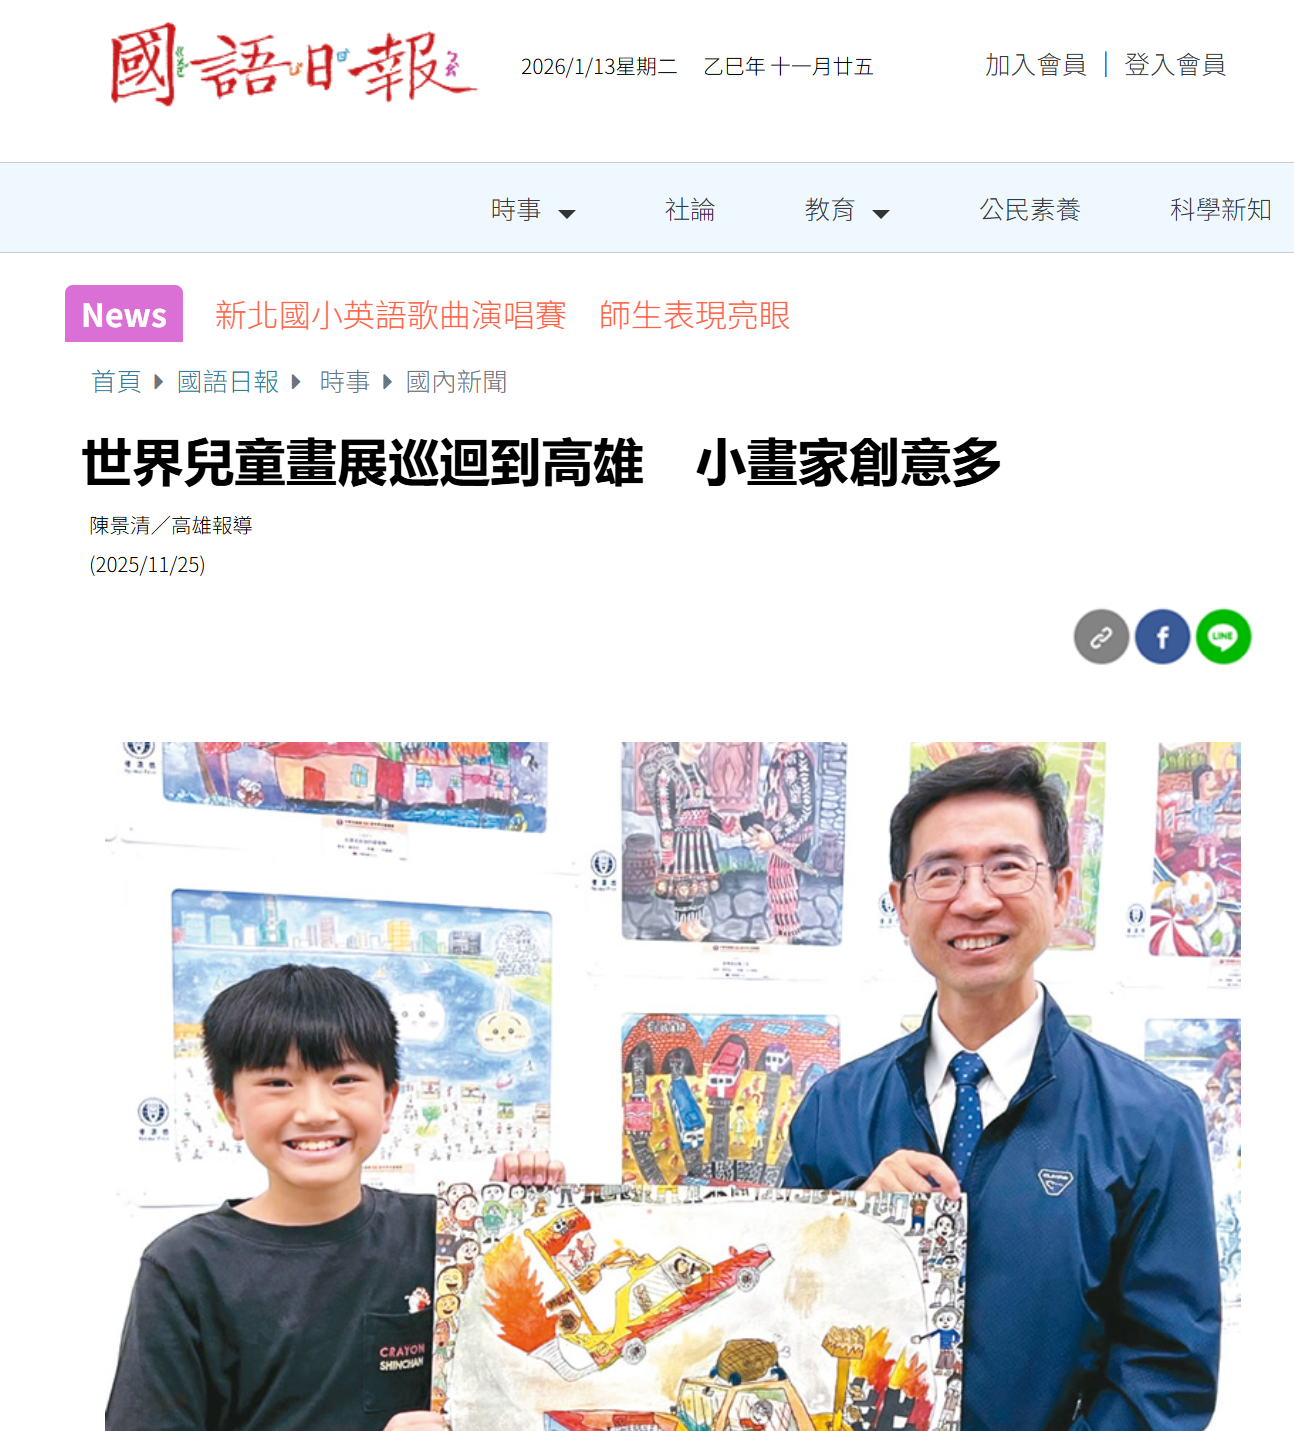 國語日報
2026/1/13星期二 乙巳年 十一月廿五
加入會員 | 登入會員
時事 社論 教育 公民素養 科學新知
News 新北國小英語歌曲演唱賽 師生表現亮眼
首頁 國語日報 時事 國內新聞
世界兒童畫展巡迴到高雄 小畫家創意多
陳景清／高雄報導
(2025/11/25)
LINE
CRAYON
SHINCHAN